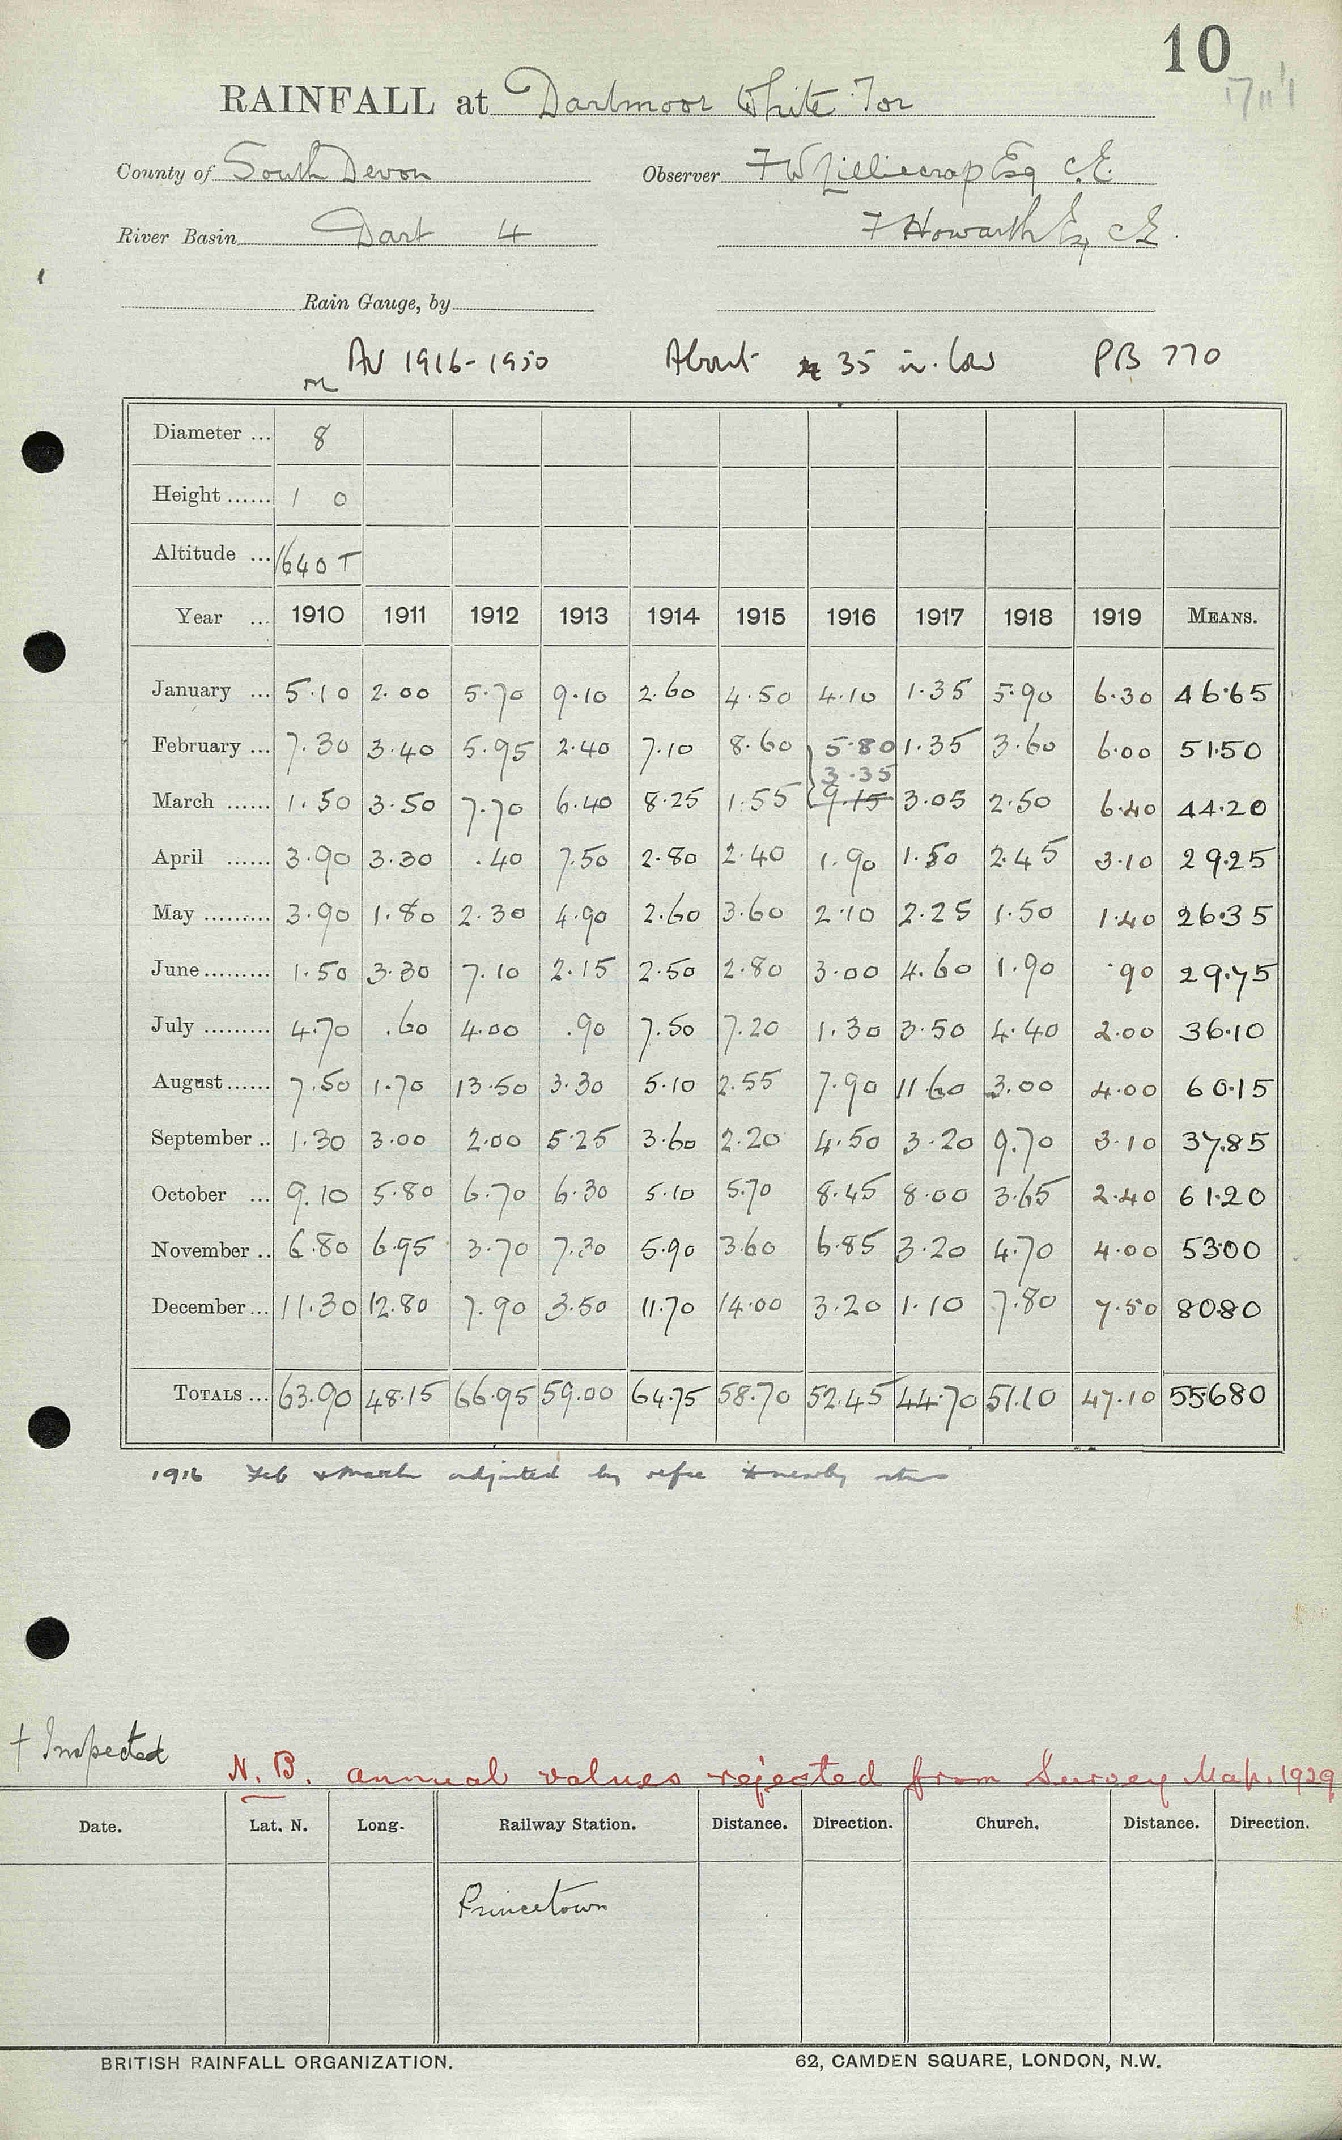 10
17/11/1
RAINFALL at Dartmoor White Tor
County of South Devon Observer F W Lilliecrap Esq C.E.
River Basin Dart 4 F Howarth Esq CE
Rain Gauge, by
m AV 1916-1950 About 35 in. low PB 770
Diameter ... 8
Height ...... 1 0
Altitude ... 1640 T
Year ... 1910 1911 1912 1913 1914 1915 1916 1917 1918 1919 MEANS.
January ... 5.10 2.00 5.70 9.10 2.60 4.50 4.10 1.35 5.90 6.30 46.65
February ... 7.30 3.40 5.95 2.40 7.10 8.60 5.80 1.35 3.60 6.00 51.50
3.35
March ...... 1.50 3.50 7.70 6.40 8.25 1.55 9.15 3.05 2.50 6.40 44.20
April ...... 3.90 3.30 .40 7.50 2.80 2.40 1.90 1.50 2.45 3.10 29.25
May ......... 3.90 1.80 2.30 4.90 2.60 3.60 2.10 2.25 1.50 1.40 26.35
June ......... 1.50 3.30 7.10 2.15 2.50 2.80 3.00 4.60 1.90 .90 29.75
July ......... 4.70 .60 4.00 .90 7.50 7.20 1.30 3.50 4.40 2.00 36.10
August ...... 7.50 1.70 13.50 3.30 5.10 2.55 7.90 11.60 3.00 4.00 60.15
September .. 1.30 3.00 2.00 5.25 3.60 2.20 4.50 3.20 9.70 3.10 37.85
October ... 9.10 5.80 6.70 6.30 5.10 5.70 8.45 8.00 3.65 2.40 61.20
November .. 6.80 6.95 3.70 7.30 5.90 3.60 6.85 3.20 4.70 4.00 53.00
December ... 11.30 12.80 7.90 3.50 11.70 14.00 3.20 1.10 7.80 7.50 80.80
TOTALS ... 63.90 48.15 66.95 59.00 64.75 58.70 52.45 44.70 51.10 47.10 556.80
1916 Feb & March adjusted by refce to nearby stns
† Inspected
N.B. annual values rejected from Survey Map. 1929
Date. Lat. N. Long. Railway Station. Distance. Direction. Church. Distance. Direction.
Princetown
BRITISH RAINFALL ORGANIZATION. 62, CAMDEN SQUARE, LONDON, N.W.